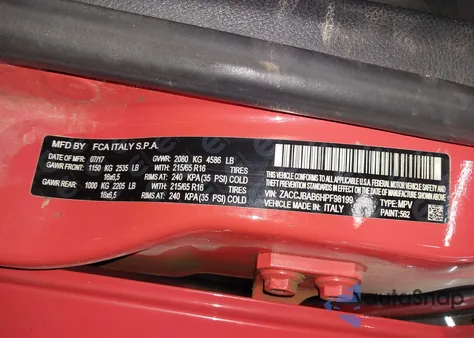 MFD BY FCA ITALY S.P.A.
DATE OF MFR: 07/17 GVWR: 2080 KG 4586 LB
GAWR FRONT: 1150 KG 2535 LB WITH 215/65 R16 TIRES
16x6,5 RIMS AT: 240 KPA(35 PSI) COLD
GAWR REAR: 1000 KG 2205 LB WITH 215/65 R16 TIRES
16x6,5 RIMS AT: 240 KPA(35 PSI) COLD
THIS VEHICLE CONFORMS TO ALL APPLICABLE
FEDERAL MOTOR VEHICLE SAFETY AND
THEFT PREVENTION STANDARDS IN EFFECT ON
THE DATE OF MANUFACTURE SHOWN ABOVE
VIN: ZACCJBAB6HPF98199 TYPE: MPV
VEHICLE MADE IN: ITALY PAINT: 562
autoSnap